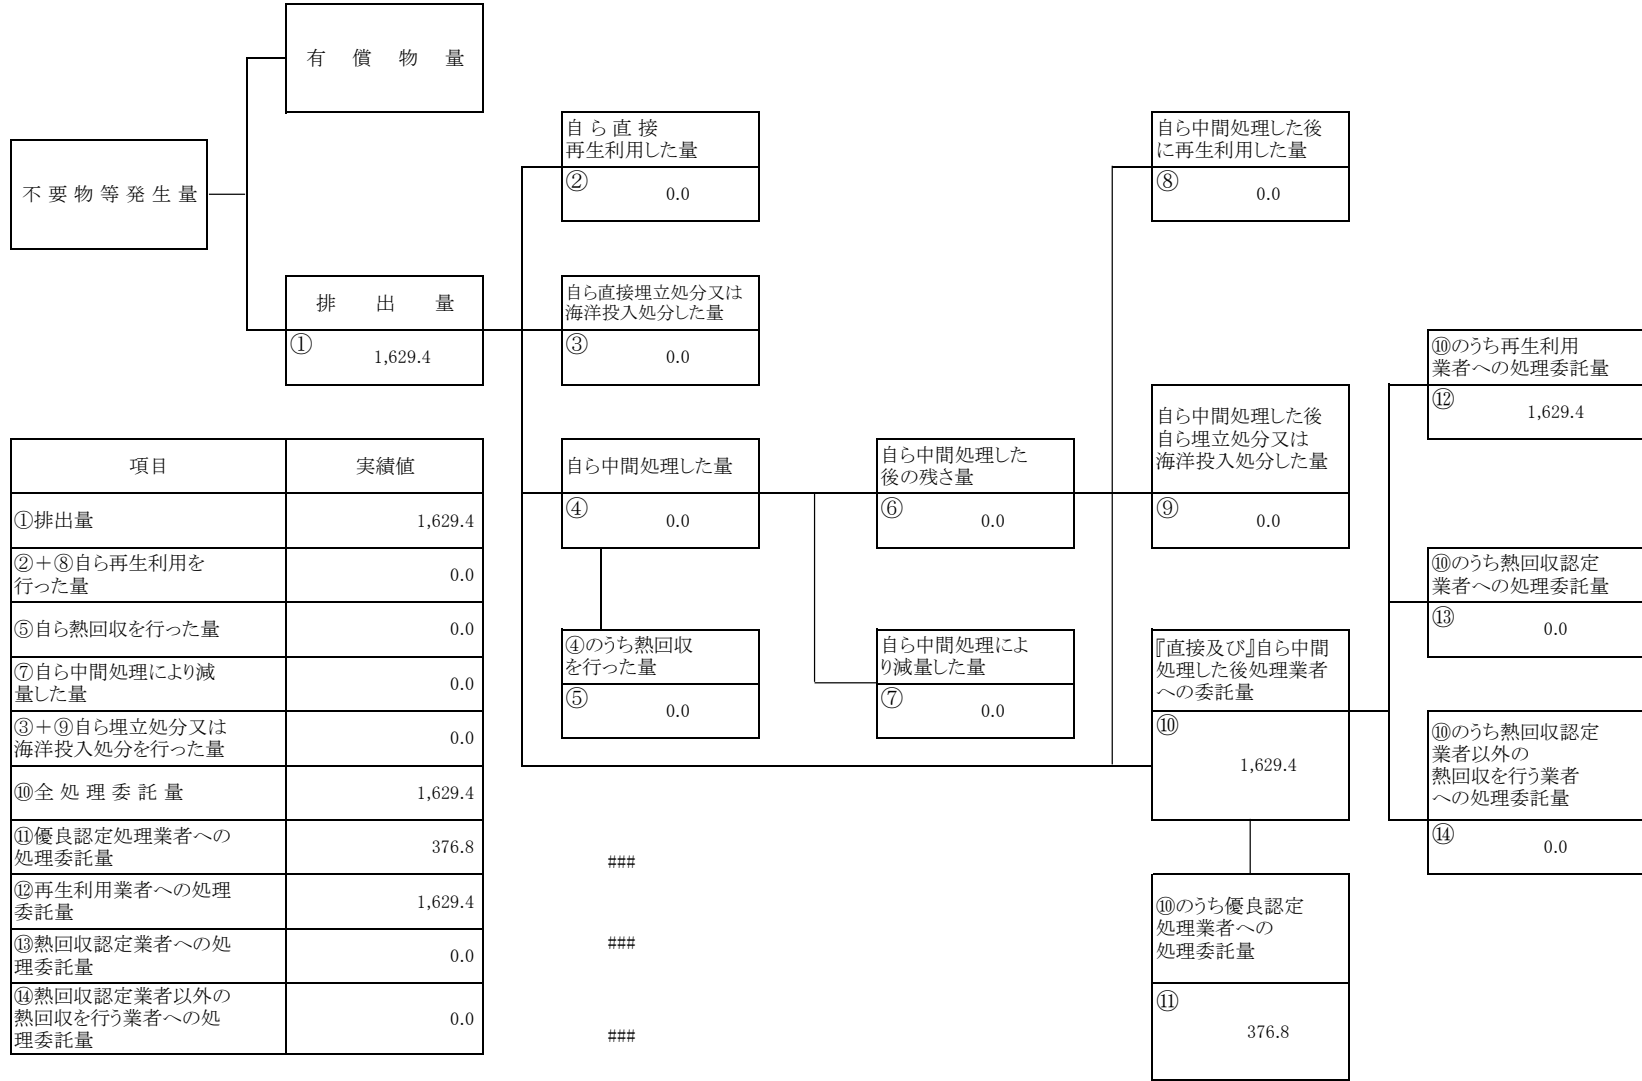 有 償 物 量
不 要 物 等 発 生 量
排 出 量
①
1,629.4
自 ら 直 接
再生利用した量
②
0.0
自ら直接埋立処分又は
海洋投入処分した量
③
0.0
自ら中間処理した量
④
0.0
④のうち熱回収
を行った量
⑤
0.0
自ら中間処理した
後の残さ量
⑥
0.0
自ら中間処理によ
り減量した量
⑦
0.0
自ら中間処理した後
に再生利用した量
⑧
0.0
自ら中間処理した後
自ら埋立処分又は
海洋投入処分した量
⑨
0.0
『直接及び』自ら中間
処理した後処理業者
への委託量
⑩
1,629.4
⑩のうち優良認定
処理業者への
処理委託量
⑪
376.8
⑩のうち再生利用
業者への処理委託量
⑫
1,629.4
⑩のうち熱回収認定
業者への処理委託量
⑬
0.0
⑩のうち熱回収認定
業者以外の
熱回収を行う業者
への処理委託量
⑭
0.0
項目 実績値
①排出量 1,629.4
②＋⑧自ら再生利用を
行った量 0.0
⑤自ら熱回収を行った量 0.0
⑦自ら中間処理により減
量した量 0.0
③＋⑨自ら埋立処分又は
海洋投入処分を行った量 0.0
⑩全 処 理 委 託 量 1,629.4
⑪優良認定処理業者への
処理委託量 376.8
⑫再生利用業者への処理
委託量 1,629.4
⑬熱回収認定業者への処
理委託量 0.0
⑭熱回収認定業者以外の
熱回収を行う業者への処
理委託量 0.0
###
###
###